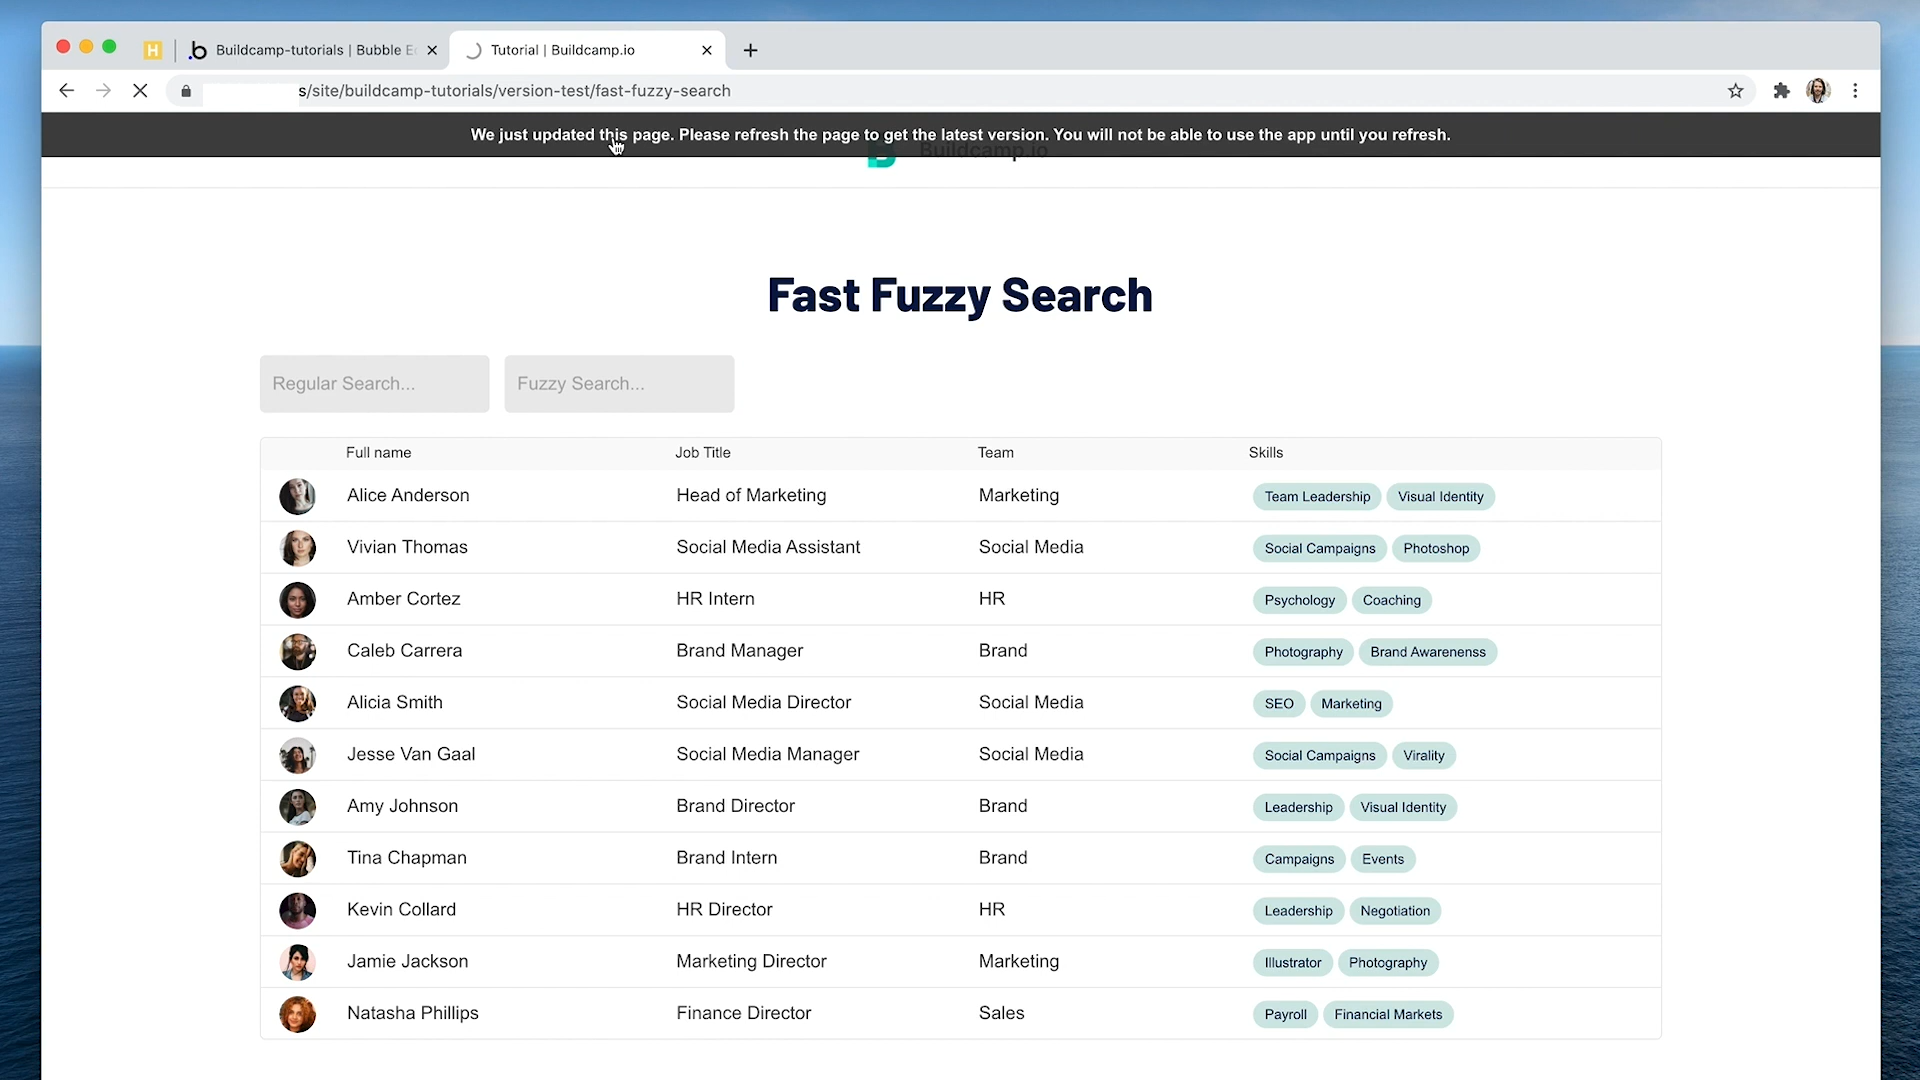 H
Buildcamp-tutorials | Bubble E
Tutorial | Buildcamp.io
s/site/buildcamp-tutorials/version-test/fast-fuzzy-search
We just updated this page. Please refresh the page to get the latest version. You will not be able to use the app until you refresh.
Buildcamp.io
Fast Fuzzy Search
Regular Search... Fuzzy Search...
Full name Job Title Team Skills
Alice Anderson Head of Marketing Marketing Team Leadership Visual Identity
Vivian Thomas Social Media Assistant Social Media Social Campaigns Photoshop
Amber Cortez HR Intern HR Psychology Coaching
Caleb Carrera Brand Manager Brand Photography Brand Awarenenss
Alicia Smith Social Media Director Social Media SEO Marketing
Jesse Van Gaal Social Media Manager Social Media Social Campaigns Virality
Amy Johnson Brand Director Brand Leadership Visual Identity
Tina Chapman Brand Intern Brand Campaigns Events
Kevin Collard HR Director HR Leadership Negotiation
Jamie Jackson Marketing Director Marketing Illustrator Photography
Natasha Phillips Finance Director Sales Payroll Financial Markets